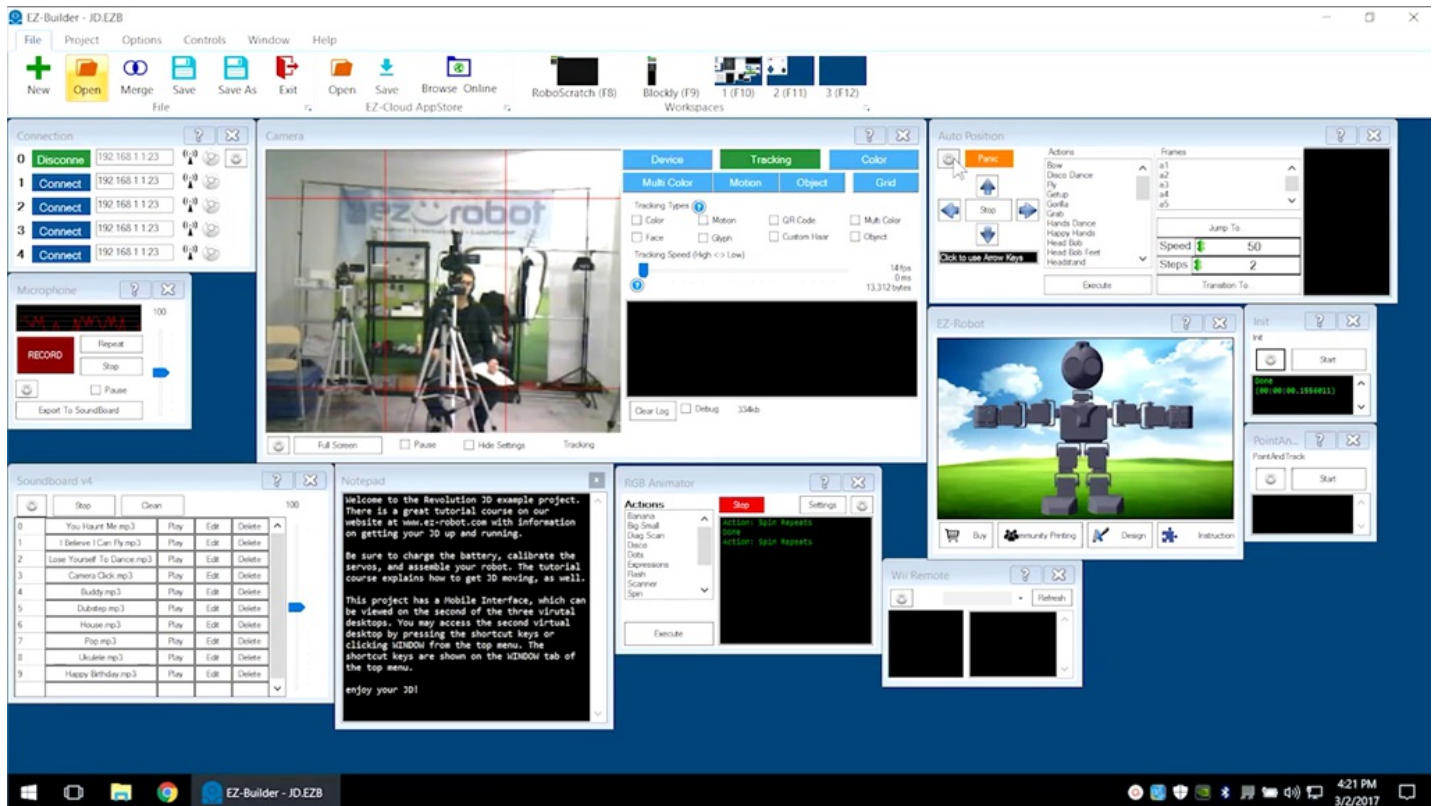 EZ-Builder - JD.EZB
File Project Options Controls Window Help
New Open Merge Save Save As Exit Open Save Browse Online RoboScratch (F8) Blockly (F9) 1 (F10) 2 (F11) 3 (F12)
File EZ-Cloud AppStore Workspaces
Connection
0 Disconne 192.168.1.1:23
1 Connect 192.168.1.1:23
2 Connect 192.168.1.1:23
3 Connect 192.168.1.1:23
4 Connect 192.168.1.1:23
Microphone
100
RECORD
Repeat
Stop
Pause
Export To SoundBoard
Camera
ez robot
Device Tracking Color
Multi Color Motion Object Grid
Tracking Types
Color Motion QR Code Multi Color
Face Glyph Custom Haar Object
Tracking Speed (High <-> Low)
14 fps
0 ms
13,312 bytes
Clear Log Debug 334kb
Full Screen Pause Hide Settings Tracking
Auto Position
Panic
Stop
Click to use Arrow Keys
Actions
Bow
Disco Dance
Fly
Getup
Gorilla
Grab
Hands Dance
Happy Hands
Head Bob
Head Bob Feet
Headstand
Execute
Frames
a1
a2
a3
a4
a5
Jump To
Speed 50
Steps 2
Transition To...
EZ-Robot
Buy mmunity Printing Design Instruction
Init
Init
Start
Done
(00:00:00.1556011)
PointAn...
PointAndTrack
Start
Soundboard v4
Stop Clean 100
0 You Haunt Me.mp3 Play Edit Delete
1 I Believe I Can Fly.mp3 Play Edit Delete
2 Lose Yourself To Dance.mp3 Play Edit Delete
3 Camera Click.mp3 Play Edit Delete
4 Buddy.mp3 Play Edit Delete
5 Dubstep.mp3 Play Edit Delete
6 House.mp3 Play Edit Delete
7 Pop.mp3 Play Edit Delete
8 Ukulele.mp3 Play Edit Delete
9 Happy Birthday.mp3 Play Edit Delete
Notepad
Welcome to the Revolution JD example project.
There is a great tutorial course on our
website at www.ez-robot.com with information
on getting your JD up and running.
Be sure to charge the battery, calibrate the
servos, and assemble your robot. The tutorial
course explains how to get JD moving, as well.
This project has a Mobile Interface, which can
be viewed on the second of the three virutal
desktops. You may access the second virtual
desktop by pressing the shortcut keys or
clicking WINDOW from the top menu. The
shortcut keys are shown on the WINDOW tab of
the top menu.
enjoy your JD!
RGB Animator
Actions
Banana
Big-Small
Diag Scan
Disco
Dots
Expressions
Flash
Scanner
Spin
Execute
Stop Settings
Action: Spin Repeats
Done
Action: Spin Repeats
Wii Remote
Refresh
EZ-Builder - JD.EZB
4:21 PM
3/2/2017